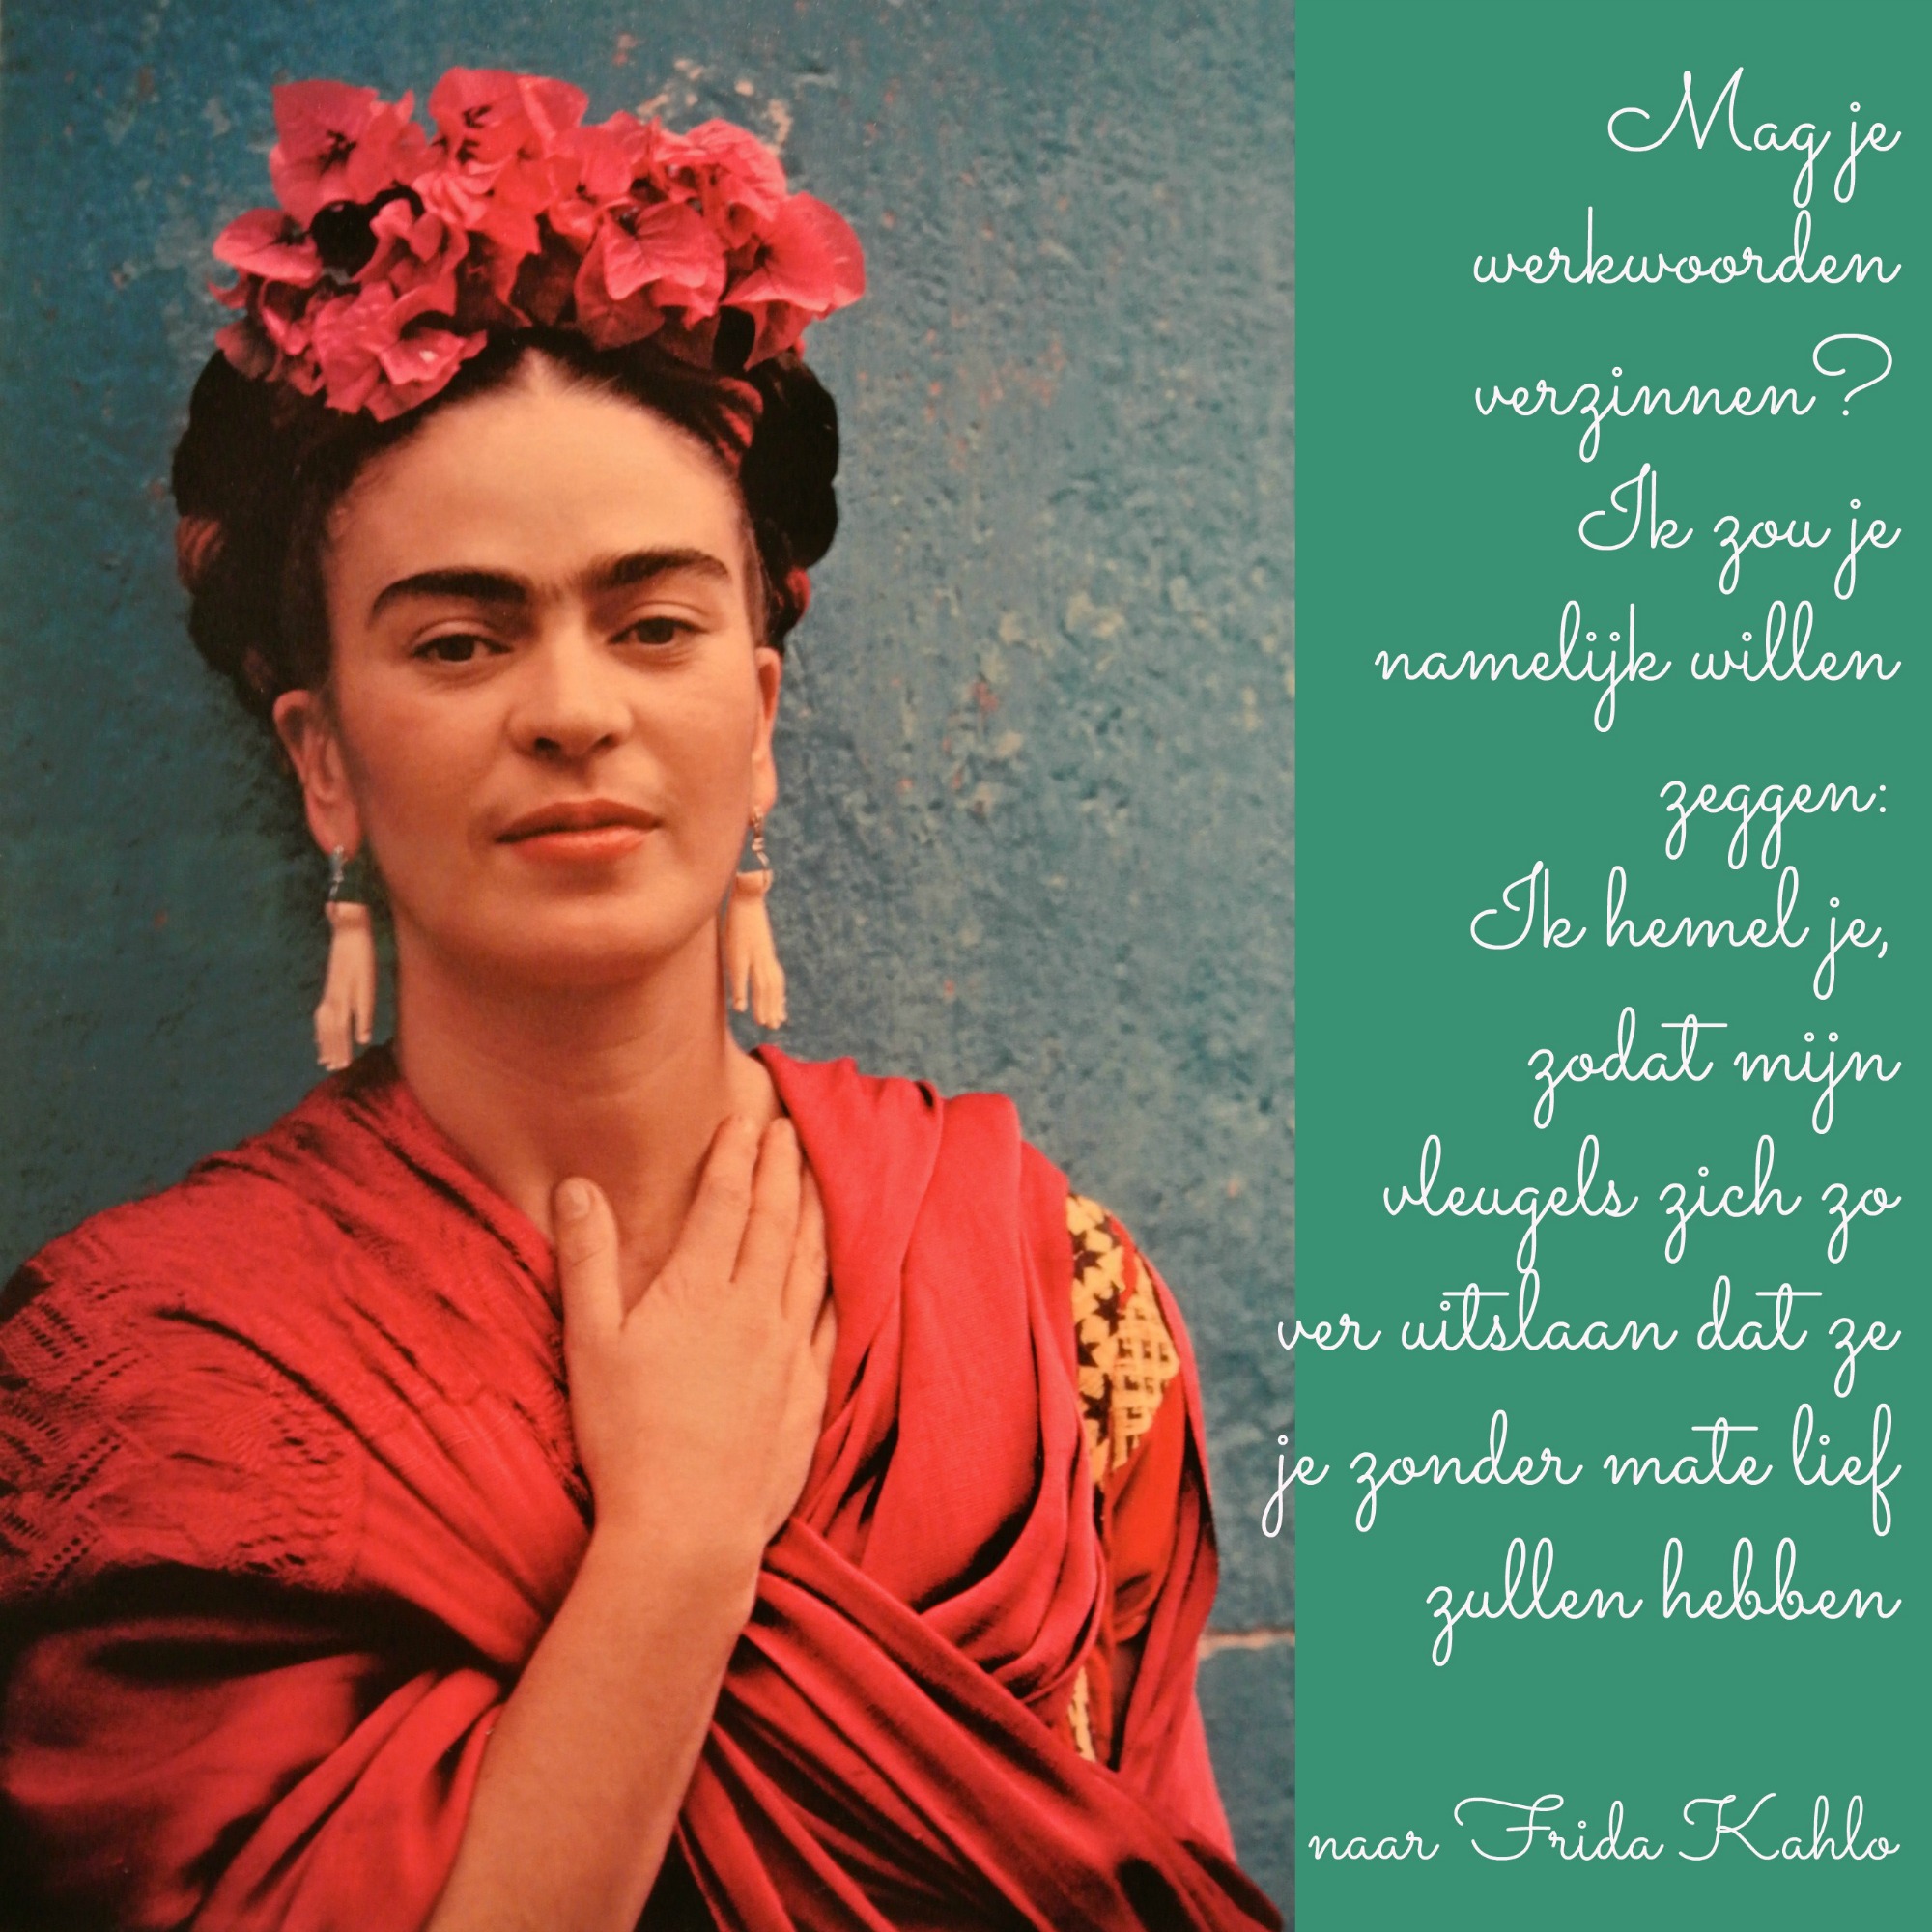 Mag je
werkwoorden
verzinnen?
Ik zou je
namelijk willen
zeggen:
Ik hemel je,
zodat mijn
vleugels zich zo
ver uitslaan dat ze
je zonder mate lief
zullen hebben
naar Frida Kahlo